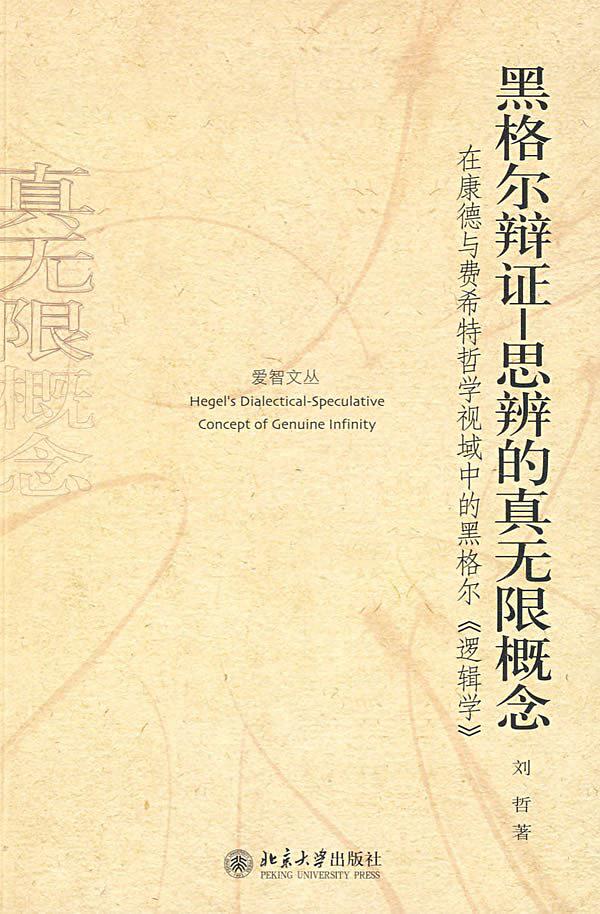 黑格尔辩证-思辨的真无限概念
在康德与费希特哲学视域中的黑格尔《逻辑学》
刘哲 著
爱智文丛
Hegel's Dialectical-Speculative
Concept of Genuine Infinity
真无限概念
北京大学出版社
PEKING UNIVERSITY PRESS